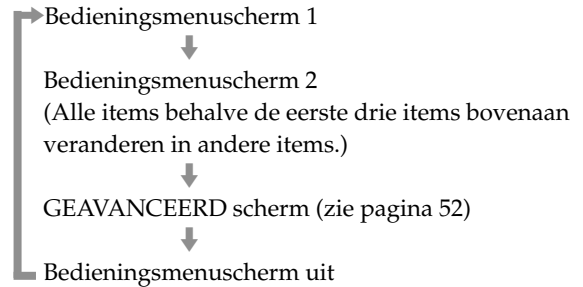 Bedieningsmenuscherm 1
Bedieningsmenuscherm 2
(Alle items behalve de eerste drie items bovenaan
veranderen in andere items.)
GEAVANCEERD scherm (zie pagina 52)
Bedieningsmenuscherm uit